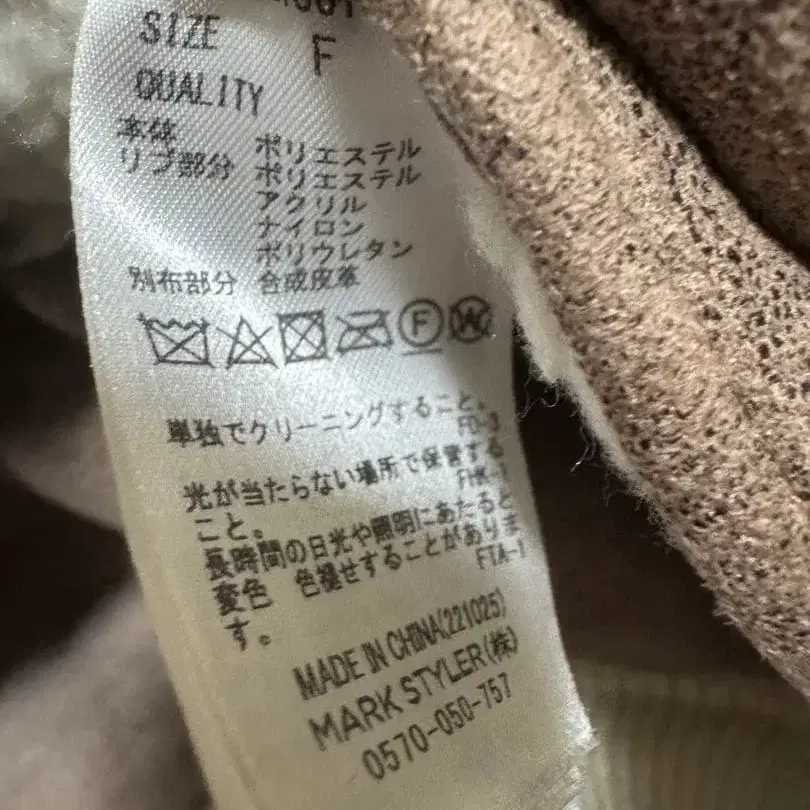 SIZE F
QUALITY
本体 ポリエステル
リブ部分 ポリエステル
アクリル
ナイロン
ポリウレタン
別布部分 合成皮革
F W
単独でクリーニングすること。
FD-3
光が当たらない場所で保管する
こと。 FHK-1
長時間の日光や照明にあたると
変色 色褪せすることがありま
す。 FTA-1
MADE IN CHINA(221025)
MARK STYLER(株)
0570-050-757